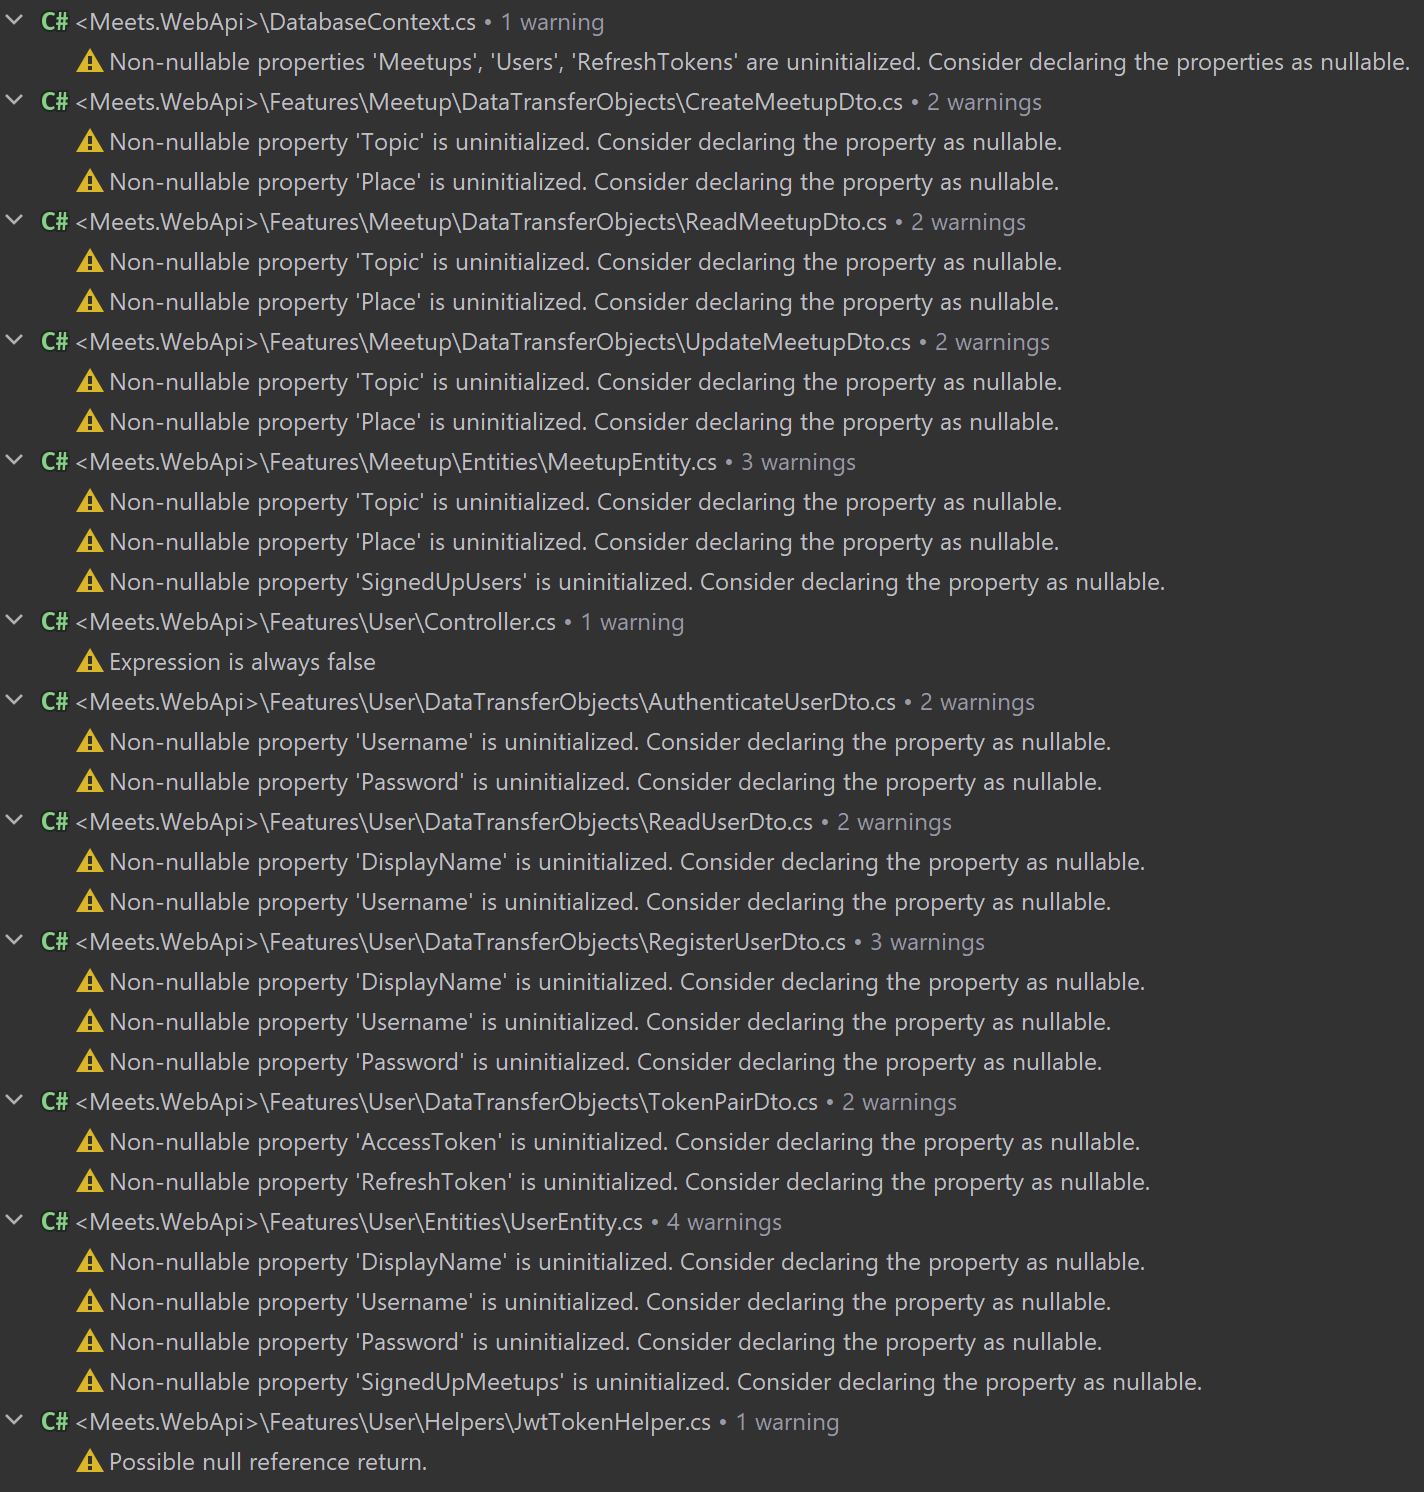 C# <Meets.WebApi>\DatabaseContext.cs • 1 warning
Non-nullable properties 'Meetups', 'Users', 'RefreshTokens' are uninitialized. Consider declaring the properties as nullable.
C# <Meets.WebApi>\Features\Meetup\DataTransferObjects\CreateMeetupDto.cs • 2 warnings
Non-nullable property 'Topic' is uninitialized. Consider declaring the property as nullable.
Non-nullable property 'Place' is uninitialized. Consider declaring the property as nullable.
C# <Meets.WebApi>\Features\Meetup\DataTransferObjects\ReadMeetupDto.cs • 2 warnings
Non-nullable property 'Topic' is uninitialized. Consider declaring the property as nullable.
Non-nullable property 'Place' is uninitialized. Consider declaring the property as nullable.
C# <Meets.WebApi>\Features\Meetup\DataTransferObjects\UpdateMeetupDto.cs • 2 warnings
Non-nullable property 'Topic' is uninitialized. Consider declaring the property as nullable.
Non-nullable property 'Place' is uninitialized. Consider declaring the property as nullable.
C# <Meets.WebApi>\Features\Meetup\Entities\MeetupEntity.cs • 3 warnings
Non-nullable property 'Topic' is uninitialized. Consider declaring the property as nullable.
Non-nullable property 'Place' is uninitialized. Consider declaring the property as nullable.
Non-nullable property 'SignedUpUsers' is uninitialized. Consider declaring the property as nullable.
C# <Meets.WebApi>\Features\User\Controller.cs • 1 warning
Expression is always false
C# <Meets.WebApi>\Features\User\DataTransferObjects\AuthenticateUserDto.cs • 2 warnings
Non-nullable property 'Username' is uninitialized. Consider declaring the property as nullable.
Non-nullable property 'Password' is uninitialized. Consider declaring the property as nullable.
C# <Meets.WebApi>\Features\User\DataTransferObjects\ReadUserDto.cs • 2 warnings
Non-nullable property 'DisplayName' is uninitialized. Consider declaring the property as nullable.
Non-nullable property 'Username' is uninitialized. Consider declaring the property as nullable.
C# <Meets.WebApi>\Features\User\DataTransferObjects\RegisterUserDto.cs • 3 warnings
Non-nullable property 'DisplayName' is uninitialized. Consider declaring the property as nullable.
Non-nullable property 'Username' is uninitialized. Consider declaring the property as nullable.
Non-nullable property 'Password' is uninitialized. Consider declaring the property as nullable.
C# <Meets.WebApi>\Features\User\DataTransferObjects\TokenPairDto.cs • 2 warnings
Non-nullable property 'AccessToken' is uninitialized. Consider declaring the property as nullable.
Non-nullable property 'RefreshToken' is uninitialized. Consider declaring the property as nullable.
C# <Meets.WebApi>\Features\User\Entities\UserEntity.cs • 4 warnings
Non-nullable property 'DisplayName' is uninitialized. Consider declaring the property as nullable.
Non-nullable property 'Username' is uninitialized. Consider declaring the property as nullable.
Non-nullable property 'Password' is uninitialized. Consider declaring the property as nullable.
Non-nullable property 'SignedUpMeetups' is uninitialized. Consider declaring the property as nullable.
C# <Meets.WebApi>\Features\User\Helpers\JwtTokenHelper.cs • 1 warning
Possible null reference return.